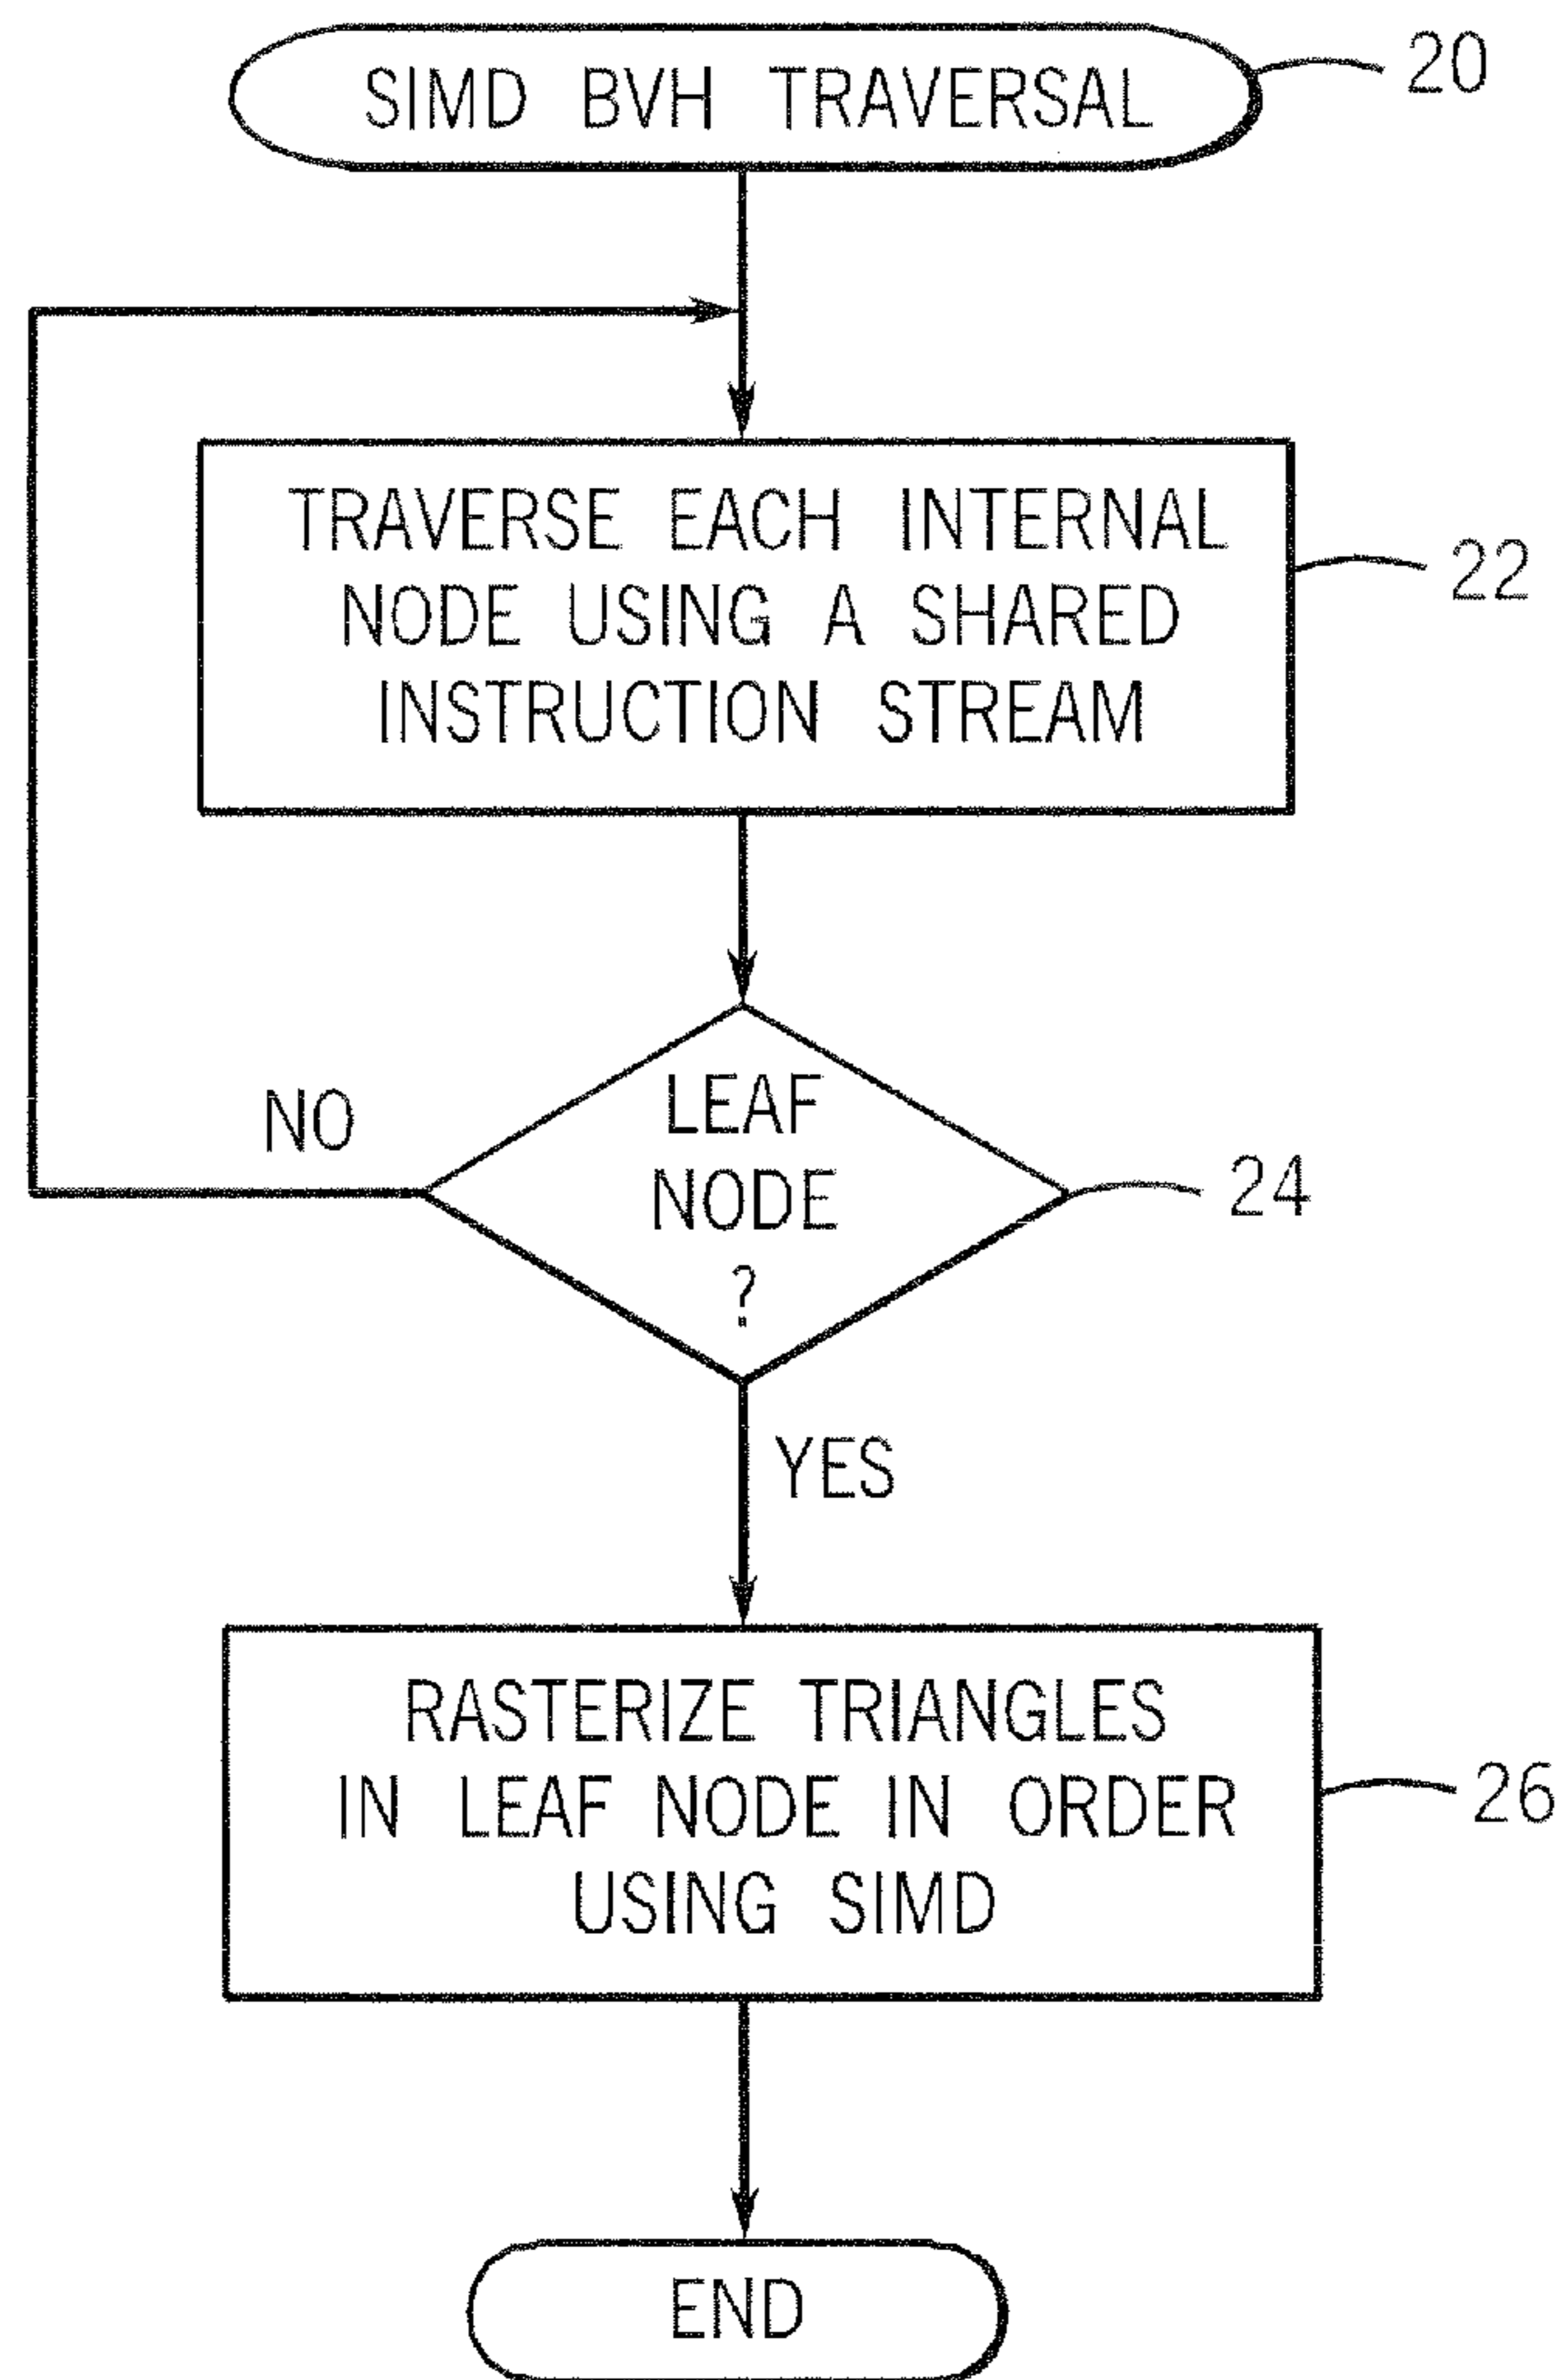 SIMD BVH TRAVERSAL
20
TRAVERSE EACH INTERNAL
NODE USING A SHARED
INSTRUCTION STREAM
22
LEAF
NODE
?
24
NO
YES
RASTERIZE TRIANGLES
IN LEAF NODE IN ORDER
USING SIMD
26
END